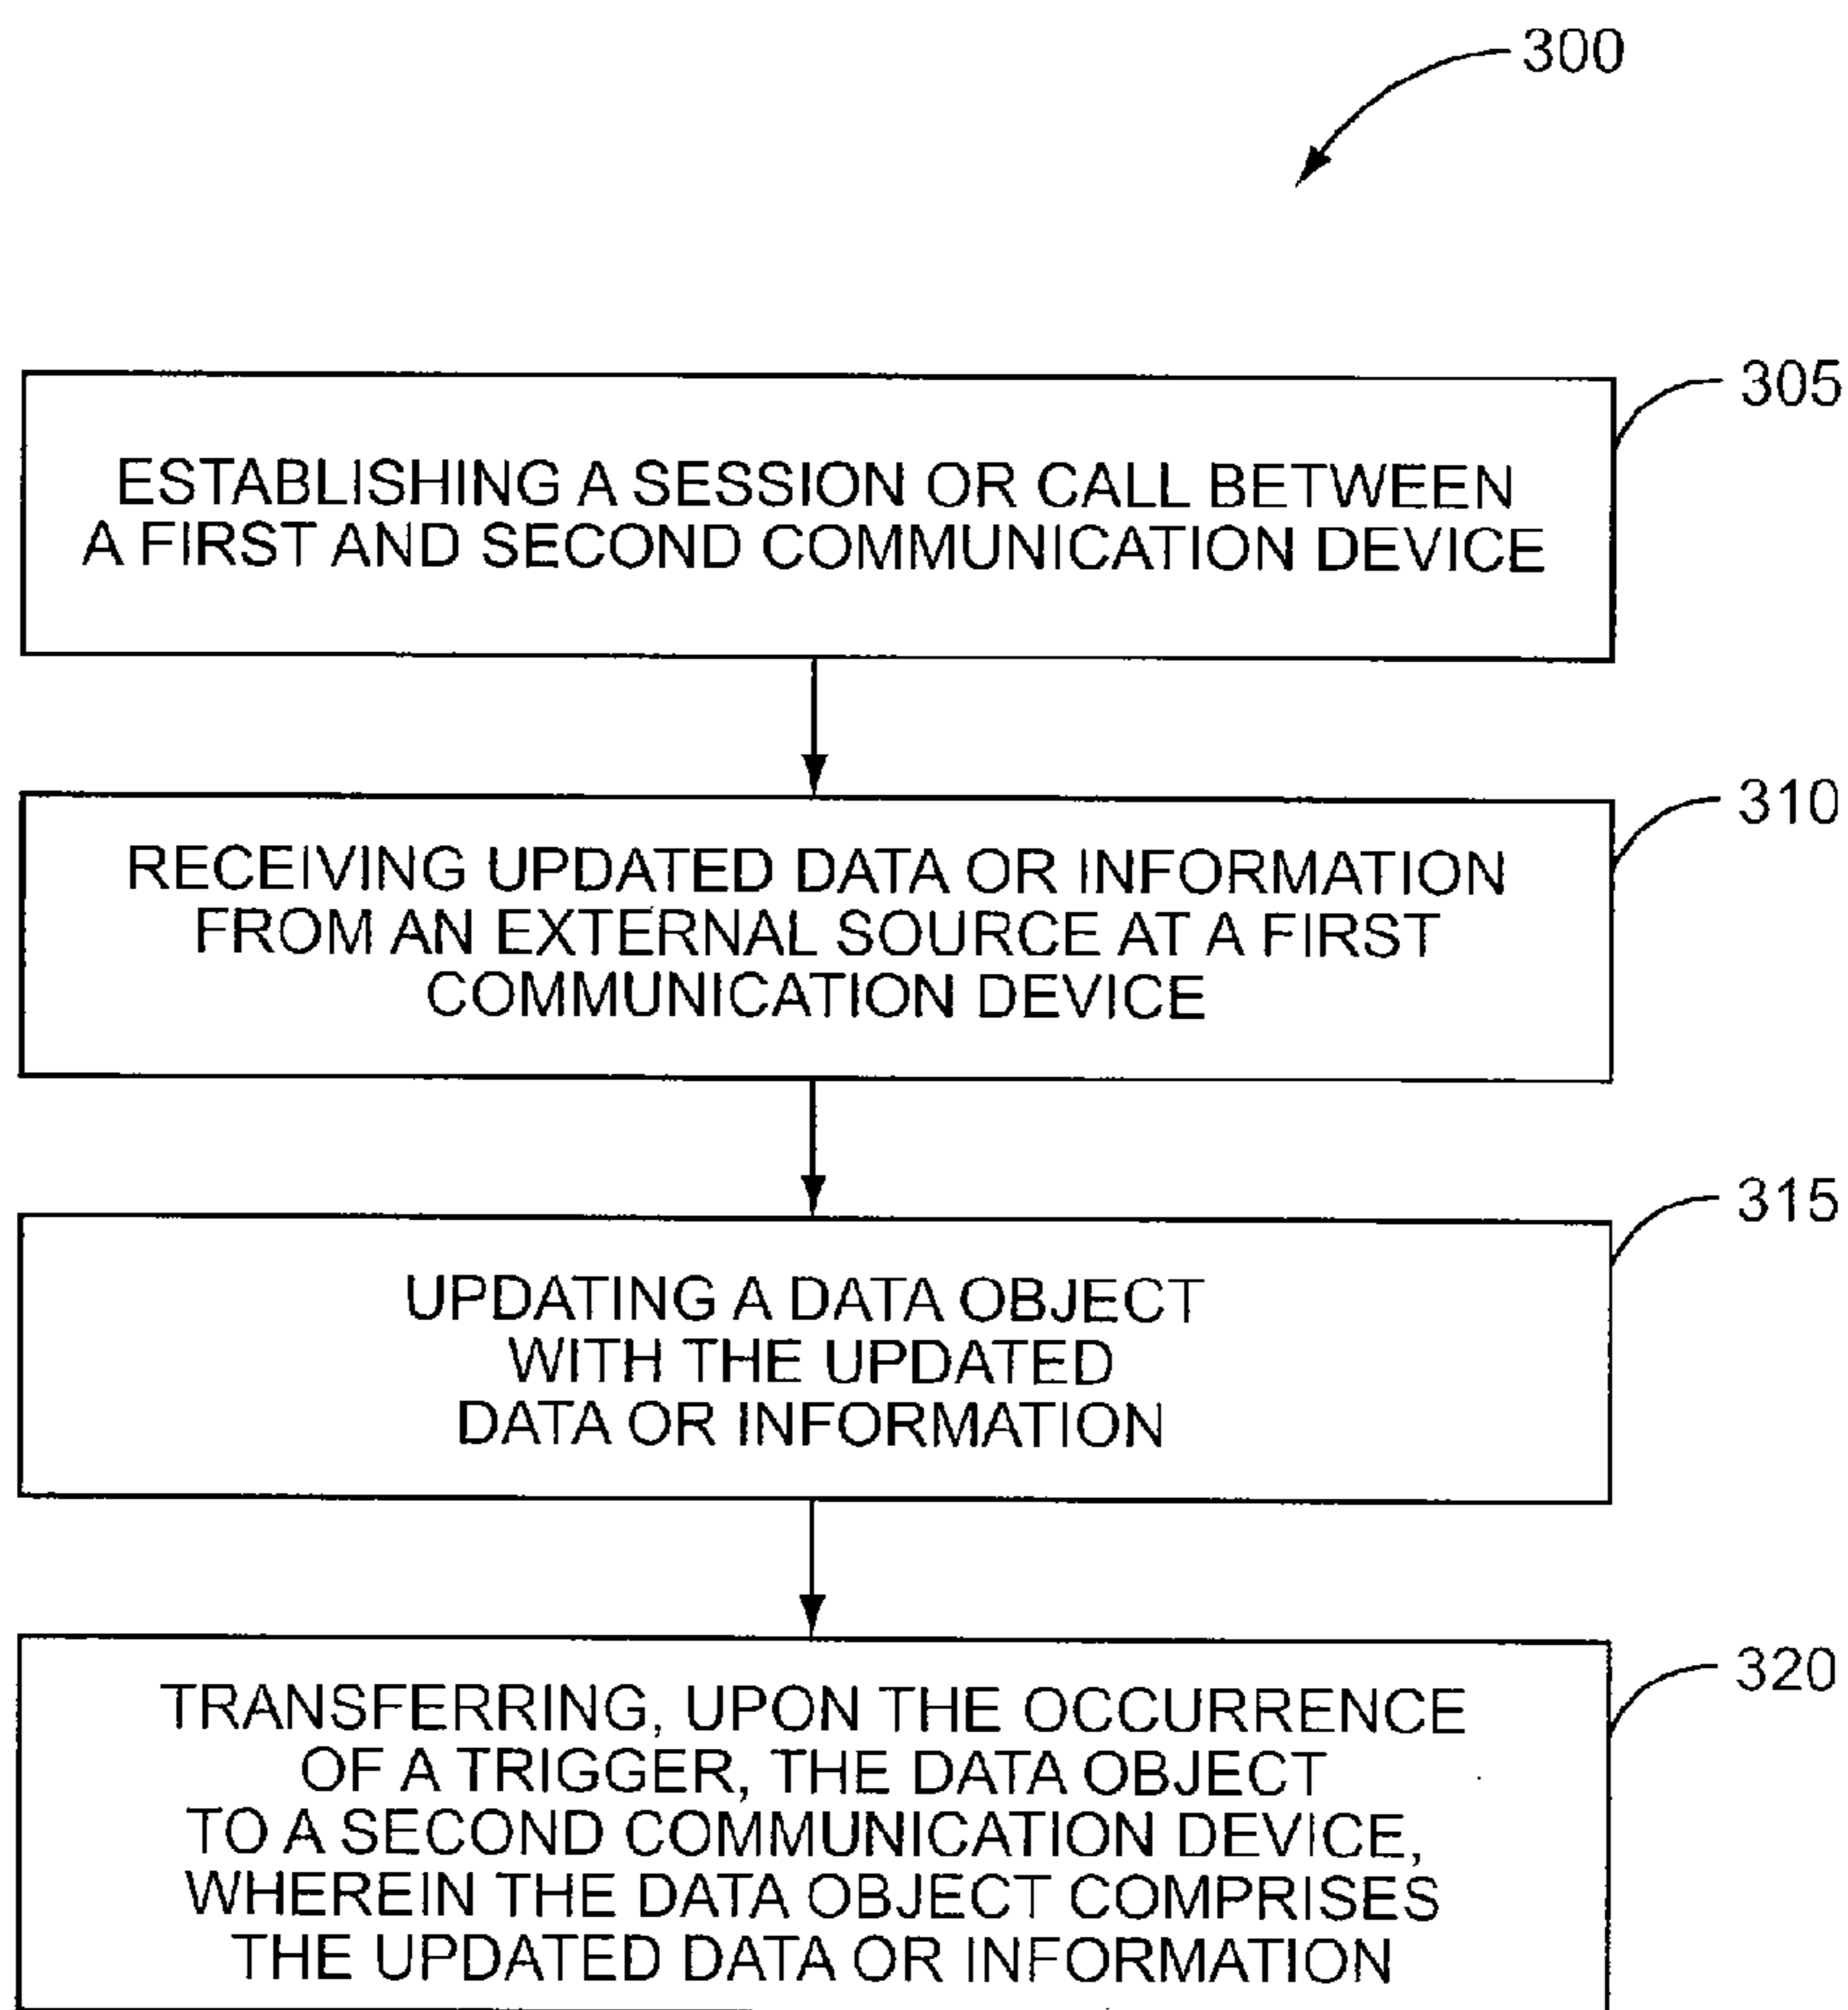 300
305
ESTABLISHING A SESSION OR CALL BETWEEN
A FIRST AND SECOND COMMUNICATION DEVICE
310
RECEIVING UPDATED DATA OR INFORMATION
FROM AN EXTERNAL SOURCE AT A FIRST
COMMUNICATION DEVICE
315
UPDATING A DATA OBJECT
WITH THE UPDATED
DATA OR INFORMATION
320
TRANSFERRING, UPON THE OCCURRENCE
OF A TRIGGER, THE DATA OBJECT
TO A SECOND COMMUNICATION DEVICE,
WHEREIN THE DATA OBJECT COMPRISES
THE UPDATED DATA OR INFORMATION